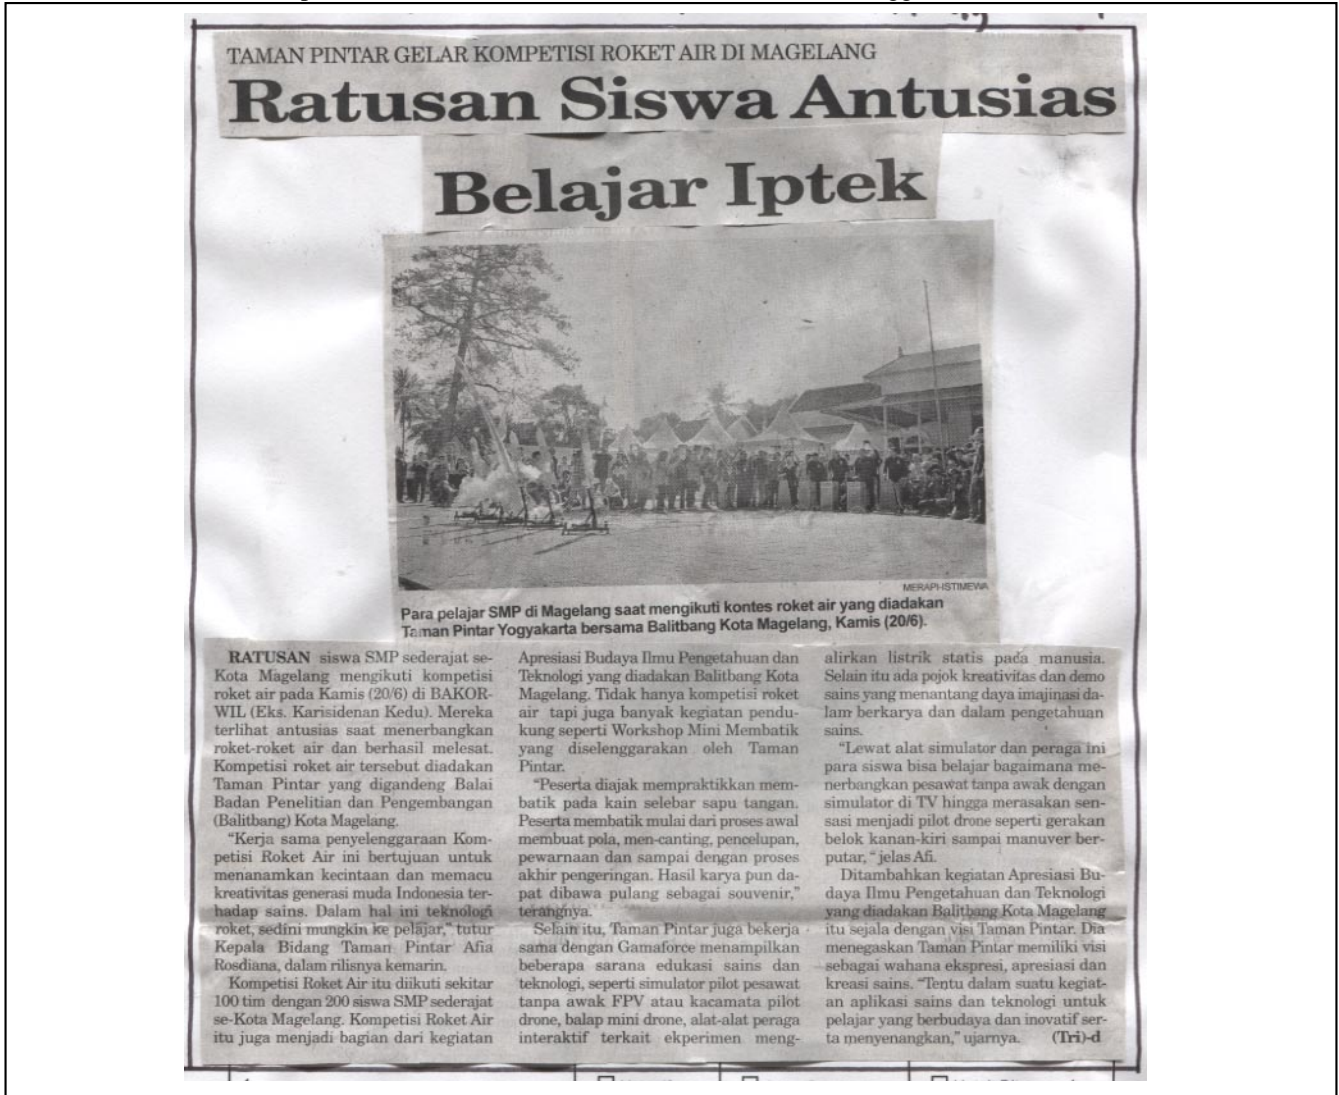 TAMAN PINTAR GELAR KOMPETISI ROKET AIR DI MAGELANG
Ratusan Siswa Antusias
Belajar Iptek
MERAPI-ISTIMEWA
Para pelajar SMP di Magelang saat mengikuti kontes roket air yang diadakan
Taman Pintar Yogyakarta bersama Balitbang Kota Magelang, Kamis (20/6).
RATUSAN siswa SMP sederajat se-
Kota Magelang mengikuti kompetisi
roket air pada Kamis (20/6) di BAKOR-
WIL (Eks. Karisidenan Kedu). Mereka
terlihat antusias saat menerbangkan
roket-roket air dan berhasil melesat.
Kompetisi roket air tersebut diadakan
Taman Pintar yang digandeng Balai
Badan Penelitian dan Pengembangan
(Balitbang) Kota Magelang.
"Kerja sama penyelenggaraan Kom-
petisi Roket Air ini bertujuan untuk
menanamkan kecintaan dan memacu
kreativitas generasi muda Indonesia ter-
hadap sains. Dalam hal ini teknologi
roket, sedini mungkin ke pelajar," tutur
Kepala Bidang Taman Pintar Afia
Rosdiana, dalam rilisnya kemarin.
Kompetisi Roket Air itu diikuti sekitar
100 tim dengan 200 siswa SMP sederajat
se-Kota Magelang. Kompetisi Roket Air
itu juga menjadi bagian dari kegiatan
Apresiasi Budaya Ilmu Pengetahuan dan
Teknologi yang diadakan Balitbang Kota
Magelang. Tidak hanya kompetisi roket
air tapi juga banyak kegiatan pendu-
kung seperti Workshop Mini Membatik
yang diselenggarakan oleh Taman
Pintar.
"Peserta diajak mempraktikkan mem-
batik pada kain selebar sapu tangan.
Peserta membatik mulai dari proses awal
membuat pola, men-canting, pencelupan,
pewarnaan dan sampai dengan proses
akhir pengeringan. Hasil karya pun da-
pat dibawa pulang sebagai souvenir,"
terangnya.
Selain itu, Taman Pintar juga bekerja
sama dengan Gamaforce menampilkan
beberapa sarana edukasi sains dan
teknologi, seperti simulator pilot pesawat
tanpa awak FPV atau kacamata pilot
drone, balap mini drone, alat-alat peraga
interaktif terkait ekperimen meng-
alirkan listrik statis pada manusia.
Selain itu ada pojok kreativitas dan demo
sains yang menantang daya imajinasi da-
lam berkarya dan dalam pengetahuan
sains.
"Lewat alat simulator dan peraga ini
para siswa bisa belajar bagaimana me-
nerbangkan pesawat tanpa awak dengan
simulator di TV hingga merasakan sen-
sasi menjadi pilot drone seperti gerakan
belok kanan-kiri sampai manuver ber-
putar, " jelas Afi.
Ditambahkan kegiatan Apresiasi Bu-
daya Ilmu Pengetahuan dan Teknologi
yang diadakan Balitbang Kota Magelang
itu sejala dengan visi Taman Pintar. Dia
menegaskan Taman Pintar memiliki visi
sebagai wahana ekspresi, apresiasi dan
kreasi sains. "Tentu dalam suatu kegiat-
an aplikasi sains dan teknologi untuk
pelajar yang berbudaya dan inovatif ser-
ta menyenangkan," ujarnya. (Tri)-d